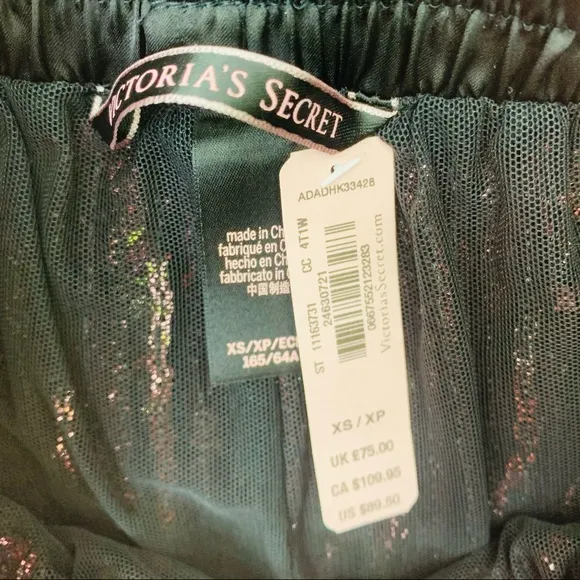 VICTORIA'S SECRET
made in Ch
fabriqué en C
hecho en Ch
fabbricato in
中国制造
XS/XP/EC
165/64A
ADADHK33428
ST 11163731 CC 4T1W
24630721
0667552123283
VictoriasSecret.com
XS / XP
UK £75.00
CA $109.95
US $89.50